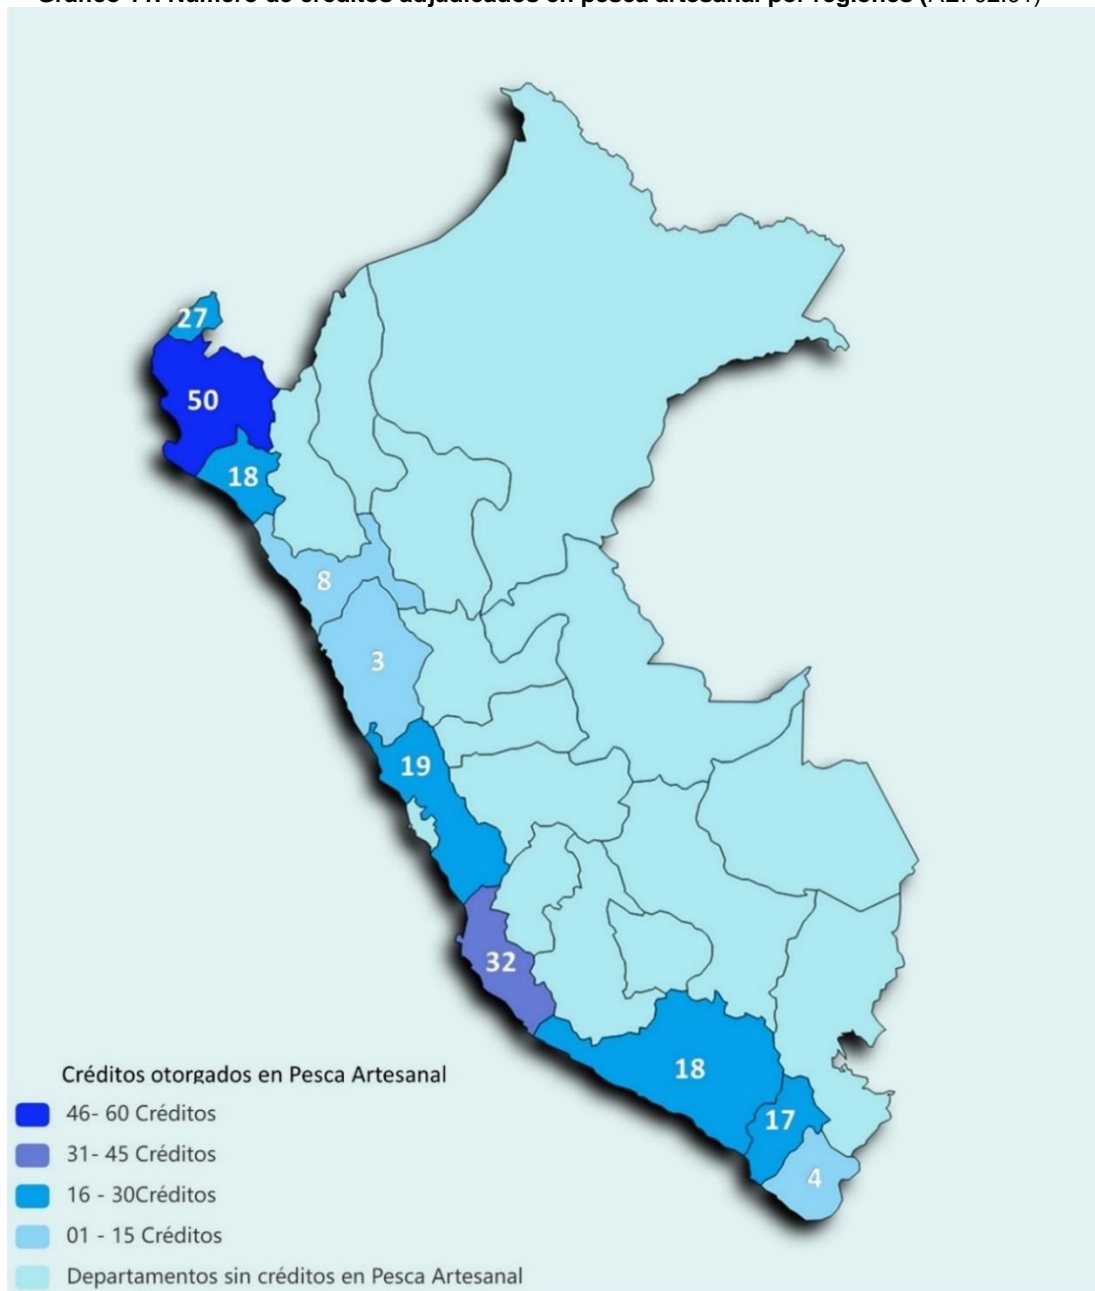 27
50
18
8
3
19
32
18
17
4
Créditos otorgados en Pesca Artesanal
46- 60 Créditos
31- 45 Créditos
16 - 30Créditos
01 - 15 Créditos
Departamentos sin créditos en Pesca Artesanal